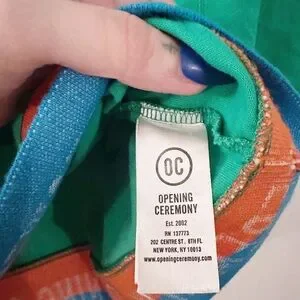 OC
OPENING
CEREMONY
Est. 2002
RN 137773
202 CENTRE ST. 6TH FL
NEW YORK, NY 10013
www.openingceremony.com